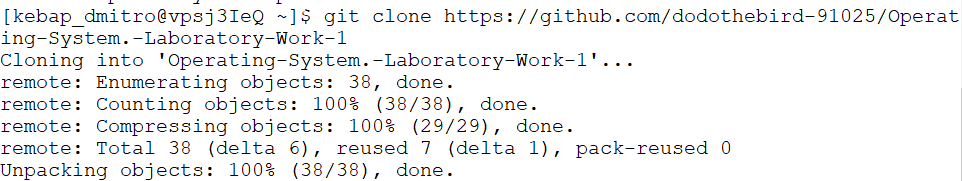 [kebap_dmitro@vpsj3IeQ ~]$ git clone https://github.com/dodothebird-91025/Operat
ing-System.-Laboratory-Work-1
Cloning into 'Operating-System.-Laboratory-Work-1'...
remote: Enumerating objects: 38, done.
remote: Counting objects: 100% (38/38), done.
remote: Compressing objects: 100% (29/29), done.
remote: Total 38 (delta 6), reused 7 (delta 1), pack-reused 0
Unpacking objects: 100% (38/38), done.